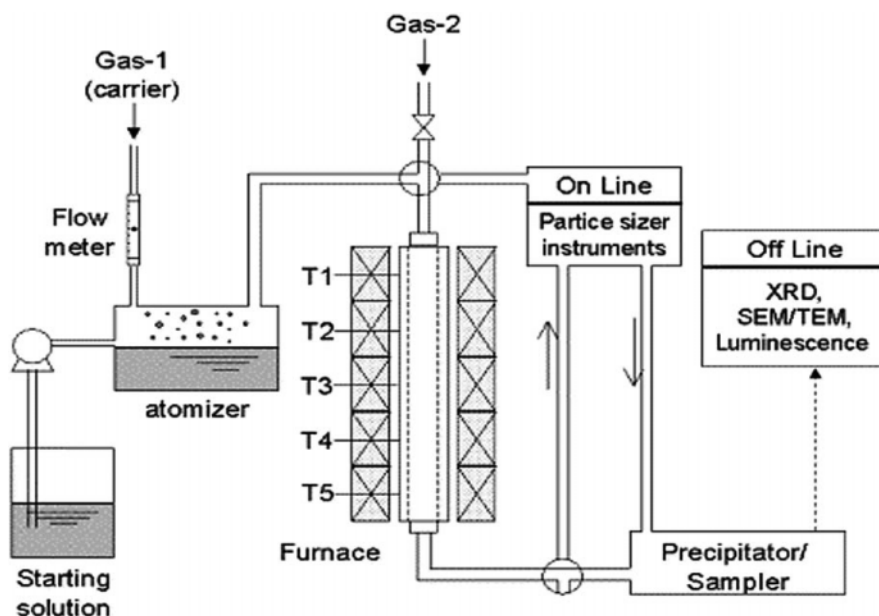 Gas-2
Gas-1
(carrier)
Flow
meter
On Line
Partice sizer
instruments
Off Line
XRD,
SEM/TEM,
Luminescence
T1
T2
T3
T4
T5
atomizer
Furnace
Precipitator/
Sampler
Starting
solution